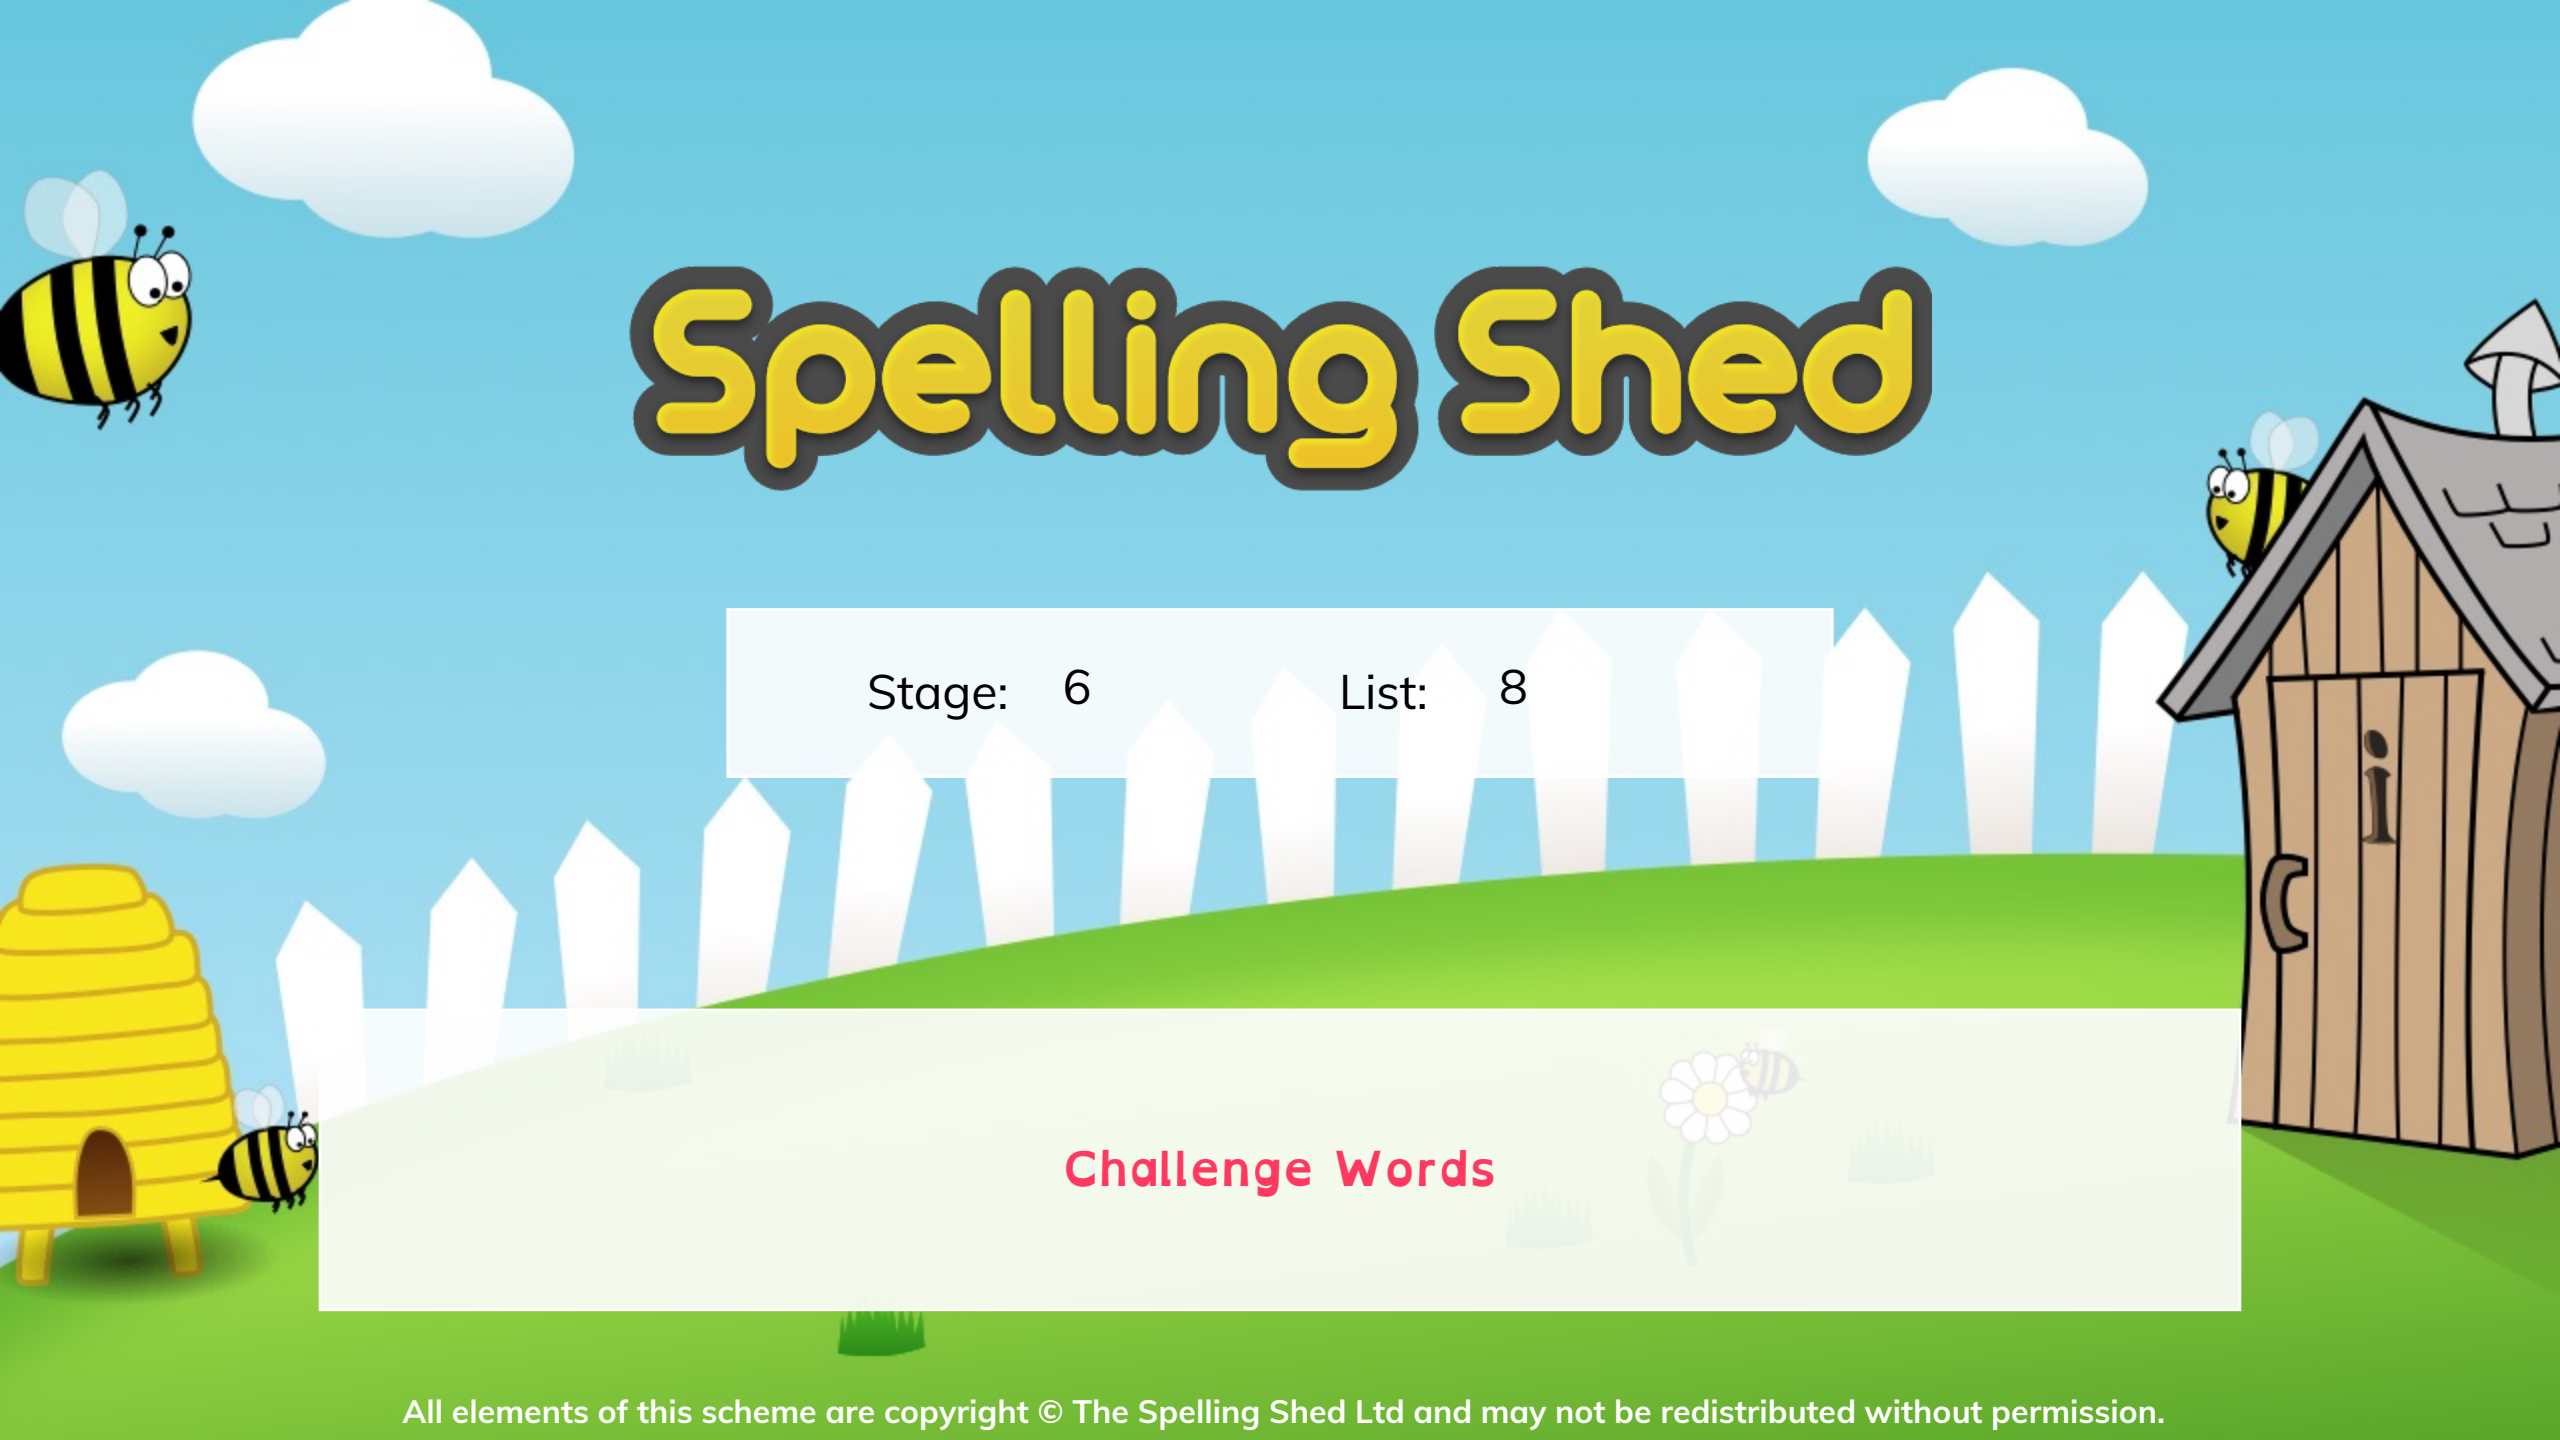 Spelling Shed
Stage: 6 List: 8
i
Challenge Words
All elements of this scheme are copyright © The Spelling Shed Ltd and may not be redistributed without permission.